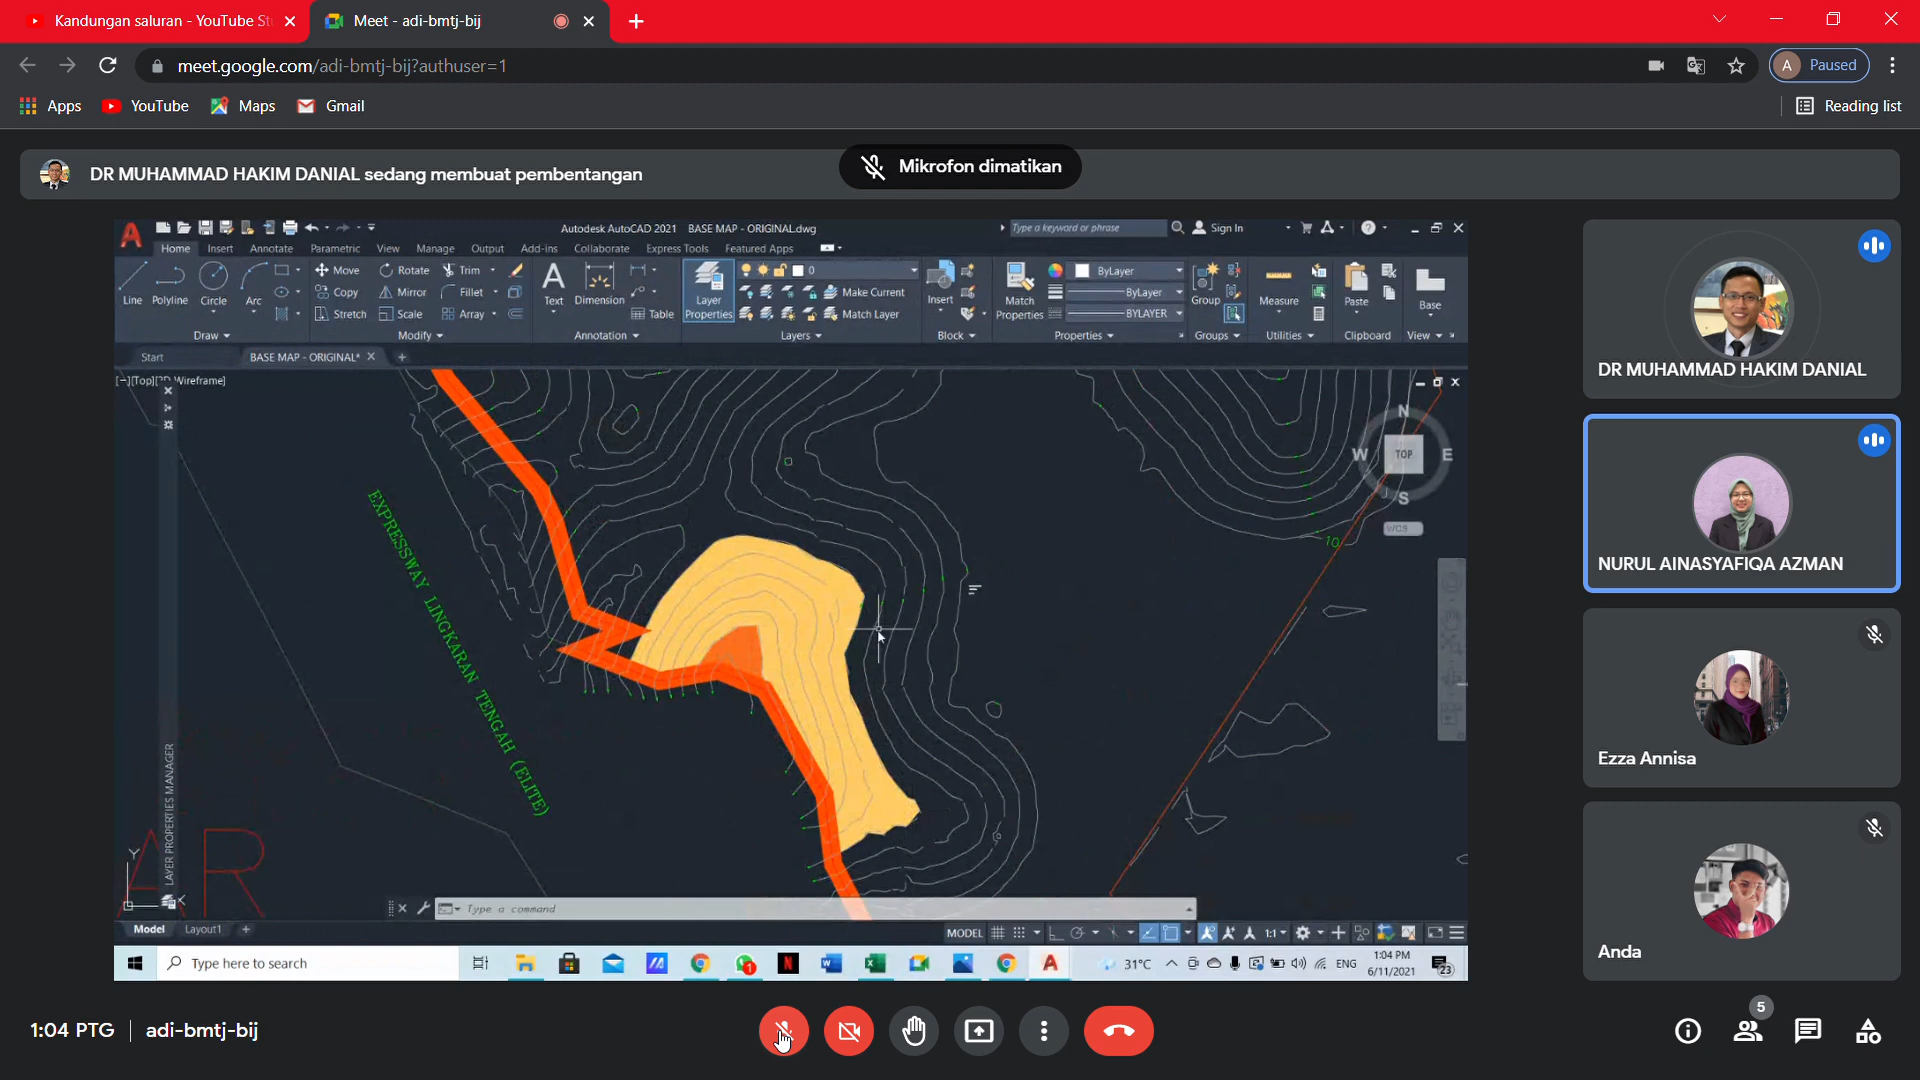 Kandungan saluran - YouTube St
Meet - adi-bmtj-bij
meet.google.com/adi-bmtj-bij?authuser=1
A Paused
Apps YouTube Maps Gmail
Reading list
DR MUHAMMAD HAKIM DANIAL sedang membuat pembentangan
Mikrofon dimatikan
Autodesk AutoCAD 2021 BASE MAP - ORIGINAL.dwg
Type a keyword or phrase
Sign In
Home Insert Annotate Parametric View Manage Output Add-ins Collaborate Express Tools Featured Apps
Move Rotate Trim
0
ByLayer
Line Polyline Circle Arc
Copy Mirror Fillet
Text Dimension
Layer Properties
Make Current
Insert
Match Properties
ByLayer
Group
Measure
Paste
Base
Stretch Scale Array
Table
Match Layer
BYLAYER
Draw Modify Annotation Layers Block Properties Groups Utilities Clipboard View
Start BASE MAP - ORIGINAL*
[−][Top][2D Wireframe]
N
W TOP E
S
WCS
10
EXPRESSWAY LINGKARAN TENGAH (ELITE)
LAYER PROPERTIES MANAGER
A R
Y
Type a command
Model Layout1
MODEL
1:1
Type here to search
1
31°C
ENG
1:04 PM
6/11/2021
23
DR MUHAMMAD HAKIM DANIAL
NURUL AINASYAFIQA AZMAN
Ezza Annisa
Anda
1:04 PTG
adi-bmtj-bij
5